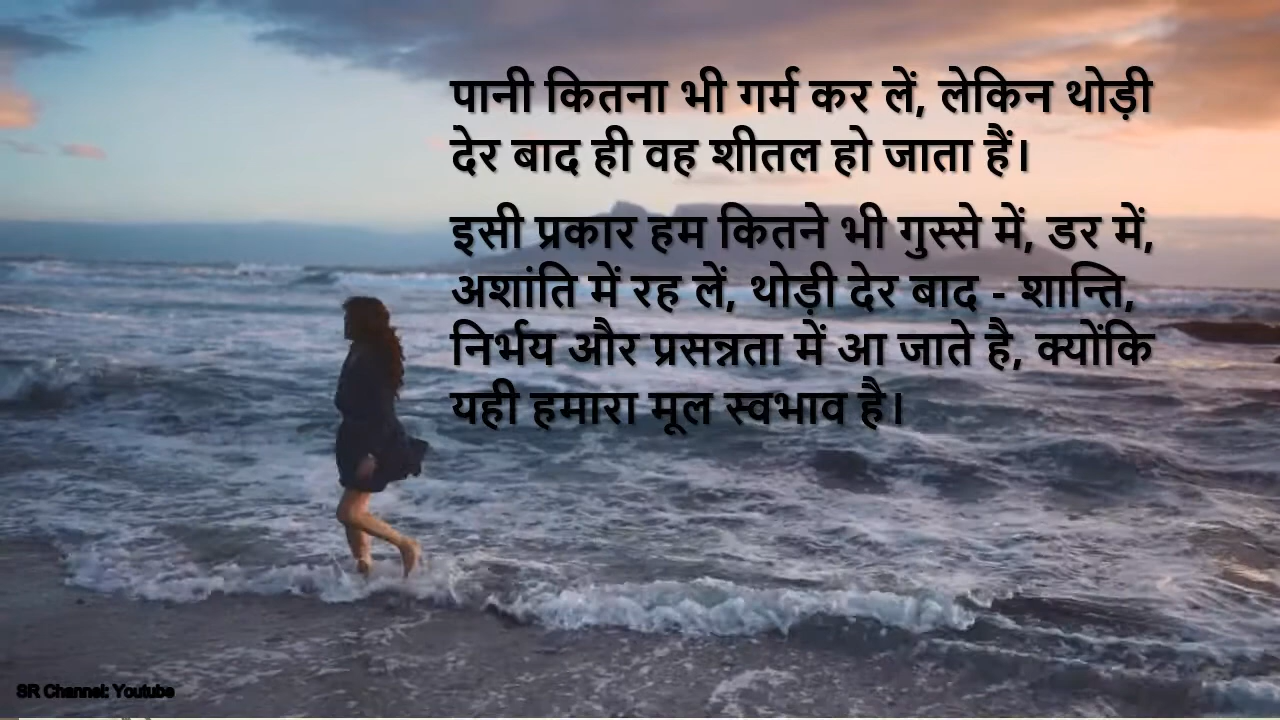 पानी कितना भी गर्म कर लें, लेकिन थोड़ी
देर बाद ही वह शीतल हो जाता हैं।
इसी प्रकार हम कितने भी गुस्से में, डर में,
अशांति में रह लें, थोड़ी देर बाद - शान्ति,
निर्भय और प्रसन्नता में आ जाते है, क्योंकि
यही हमारा मूल स्वभाव है।
SR Channel: Youtube